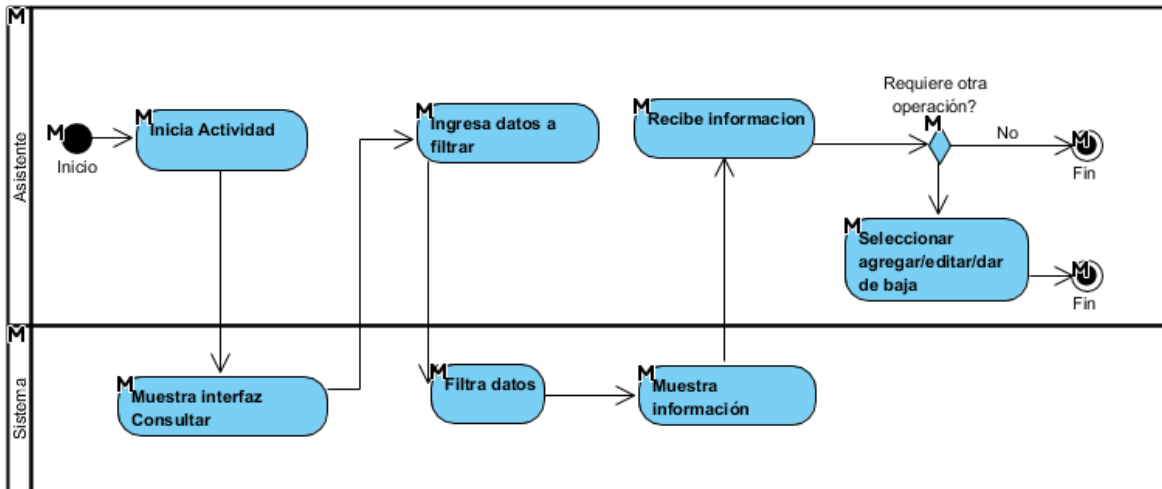 Asistente
Inicio
Inicia Actividad
Ingresa datos a
filtrar
Recibe informacion
Requiere otra
operación?
No
Fin
Seleccionar
agregar/editar/dar
de baja
Fin
Sistema
Muestra interfaz
Consultar
Filtra datos
Muestra
información
M
M
M
M
M
M
M
M
M
M
M
M
M